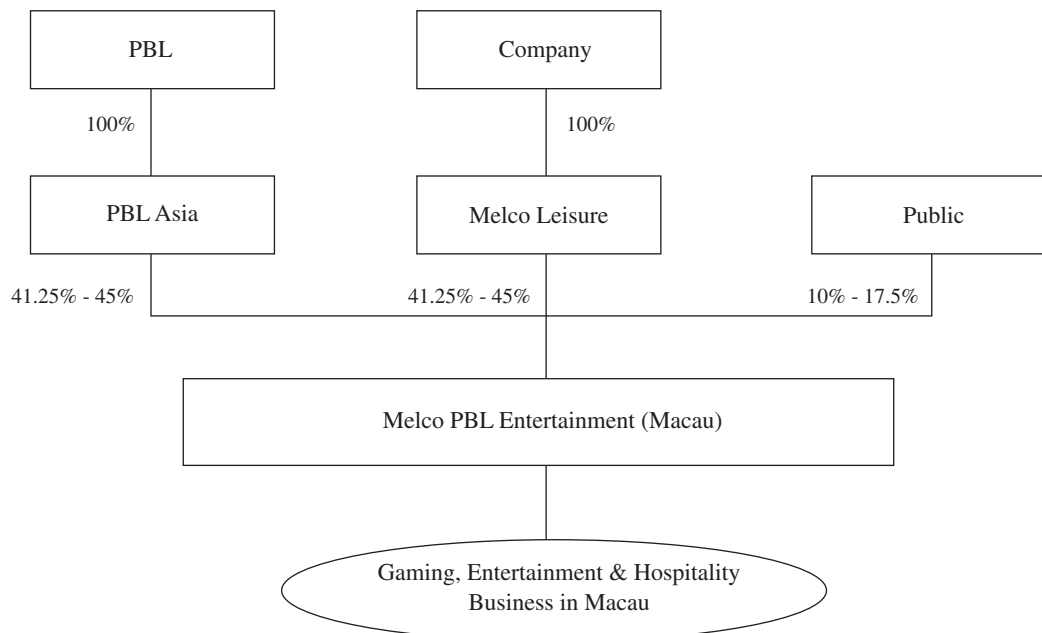 PBL
Company
100%
100%
PBL Asia
Melco Leisure
Public
41.25% - 45%
41.25% - 45%
10% - 17.5%
Melco PBL Entertainment (Macau)
Gaming, Entertainment & Hospitality
Business in Macau